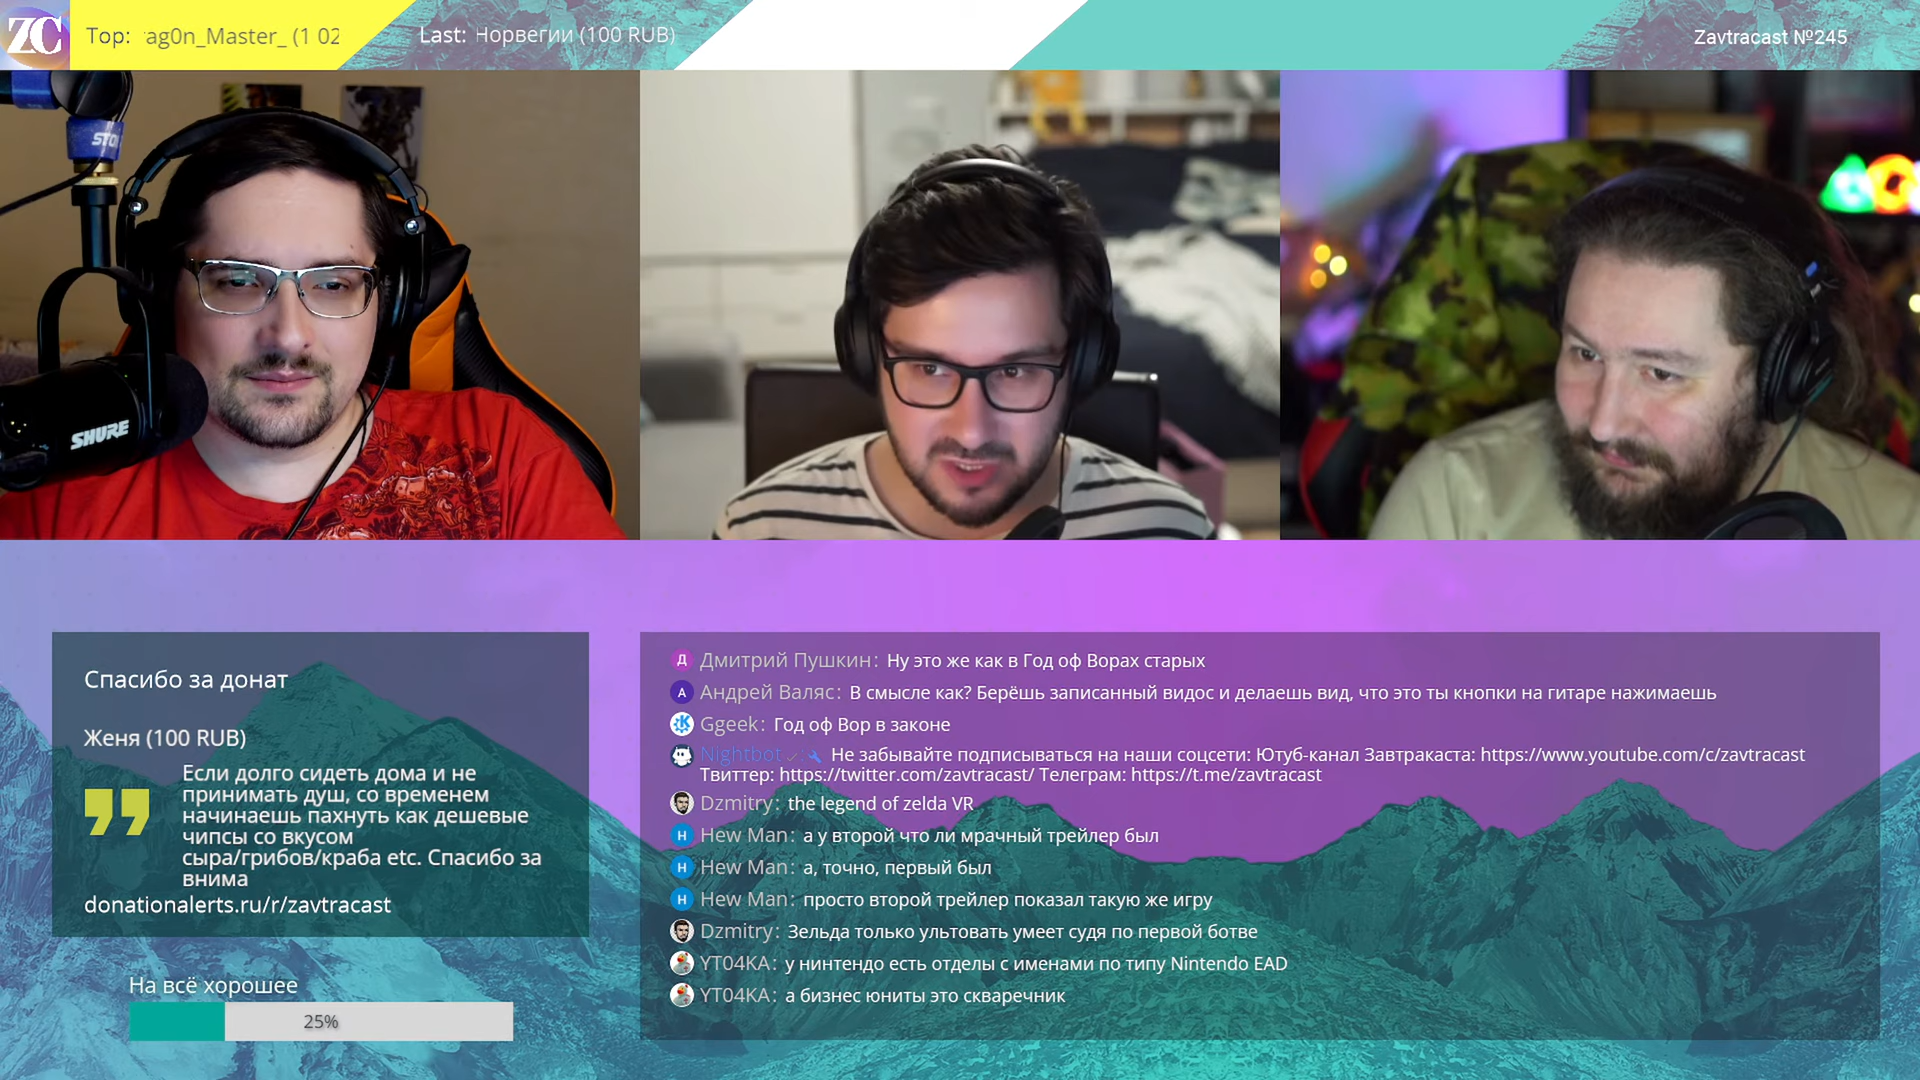 ZC
Top: ag0n_Master_ (1 02
Last: Норвегии (100 RUB)
Zavtracast №245
SHURE
Спасибо за донат
Женя (100 RUB)
Если долго сидеть дома и не
принимать душ, со временем
начинаешь пахнуть как дешевые
чипсы со вкусом
сыра/грибов/краба etc. Спасибо за
внима
donationalerts.ru/r/zavtracast
На всё хорошее
25%
Д Дмитрий Пушкин: Ну это же как в Год оф Ворах старых
А Андрей Валяс: В смысле как? Берёшь записанный видос и делаешь вид, что это ты кнопки на гитаре нажимаешь
Ggeek: Год оф Вор в законе
Nightbot: Не забывайте подписываться на наши соцсети: Ютуб-канал Завтракаста: https://www.youtube.com/c/zavtracast
Твиттер: https://twitter.com/zavtracast/ Телеграм: https://t.me/zavtracast
Dzmitry: the legend of zelda VR
H Hew Man: а у второй что ли мрачный трейлер был
H Hew Man: а, точно, первый был
H Hew Man: просто второй трейлер показал такую же игру
Dzmitry: Зельда только ультовать умеет судя по первой ботве
YT04KA: у нинтендо есть отделы с именами по типу Nintendo EAD
YT04KA: а бизнес юниты это скваречник